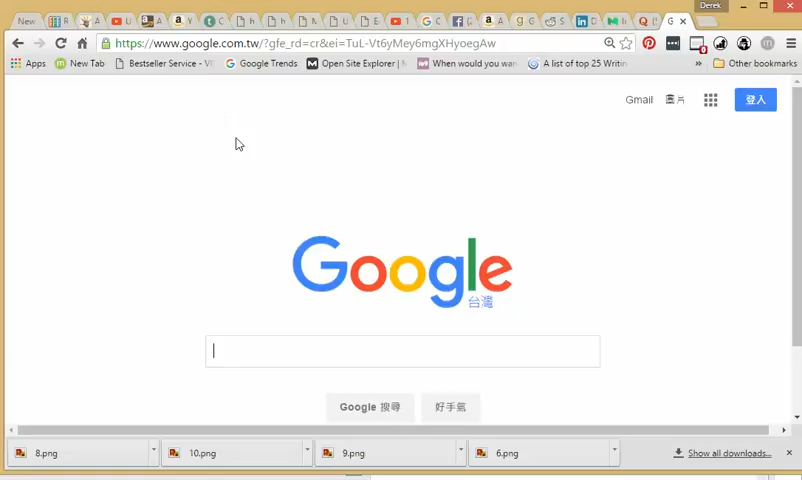 Derek
New
https://www.google.com.tw/?gfe_rd=cr&ei=TuL-Vt6yMey6mgXHyoegAw
Apps New Tab Bestseller Service - VI Google Trends Open Site Explorer | M When would you wan A list of top 25 Writin » Other bookmarks
Gmail 圖片 登入
Google
台灣
Google 搜尋 好手氣
8.png 10.png 9.png 6.png Show all downloads...